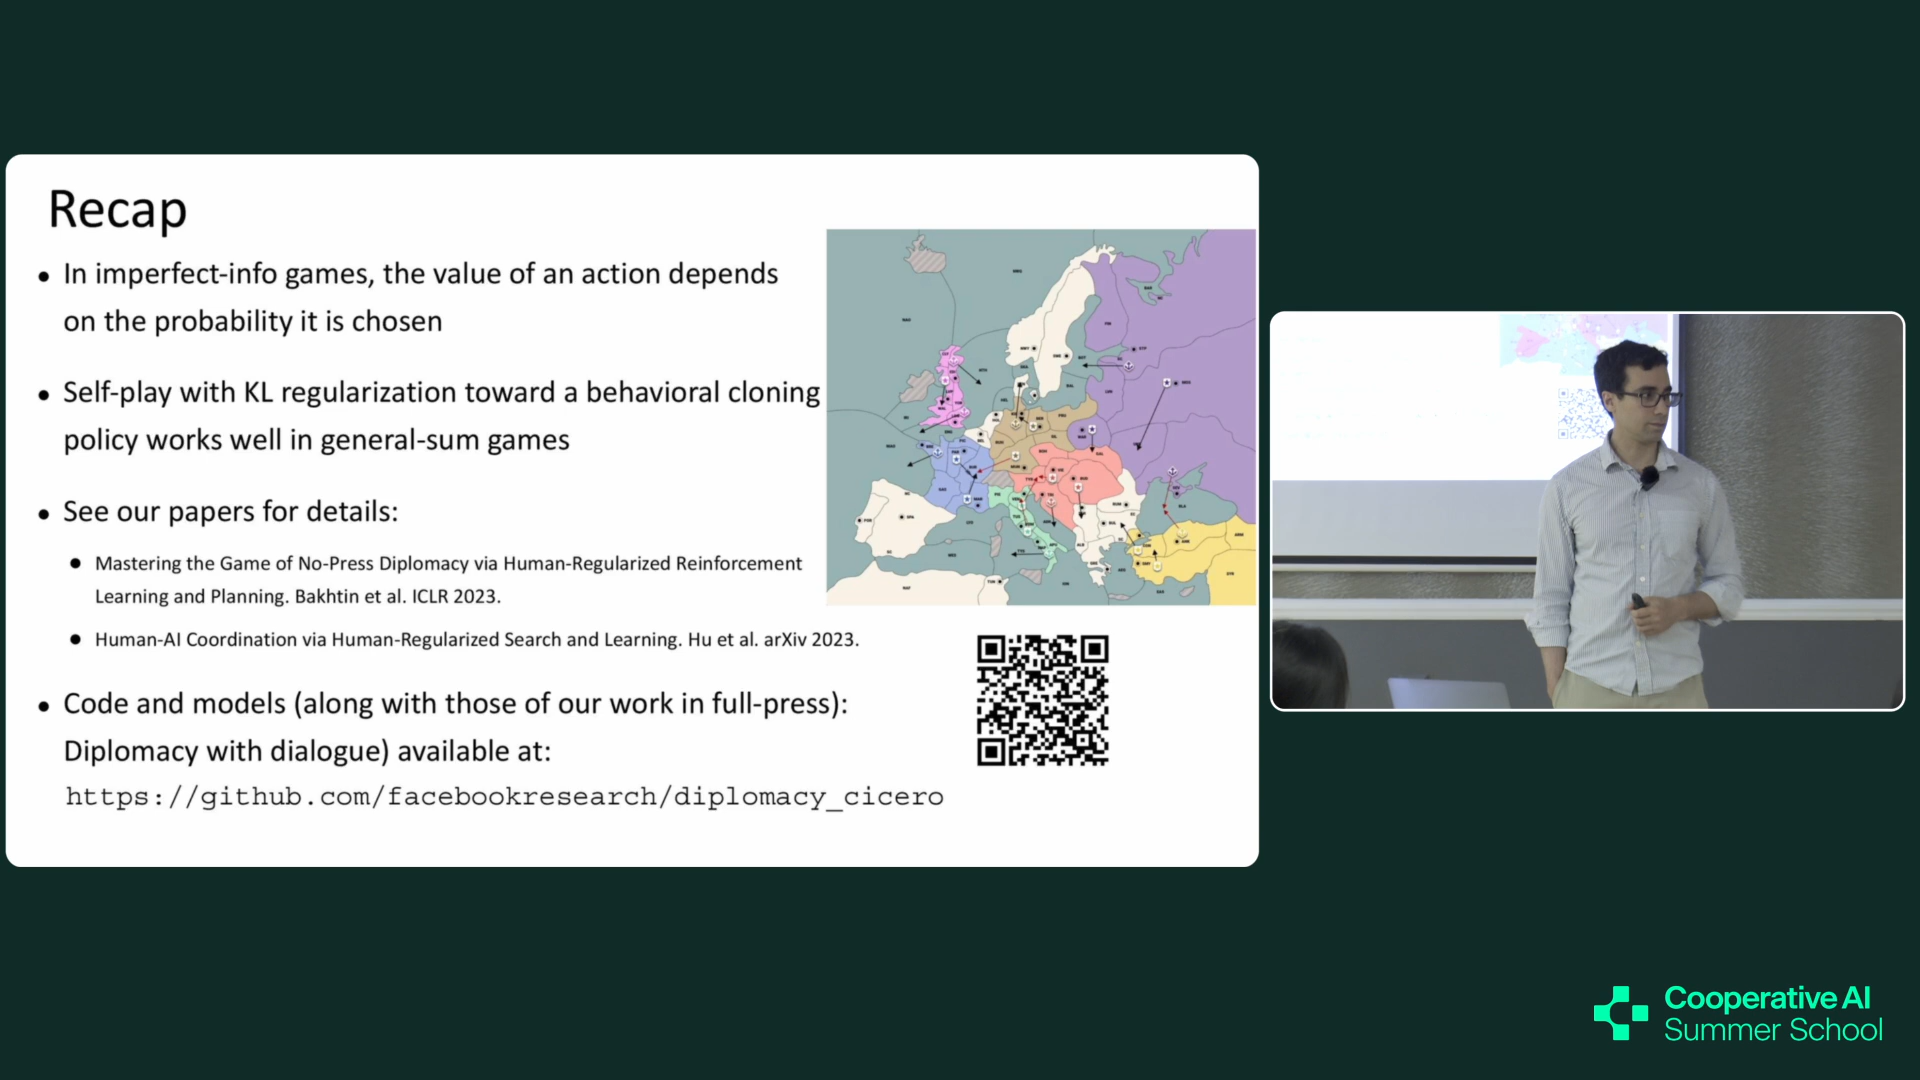 Recap
• In imperfect-info games, the value of an action depends
on the probability it is chosen
• Self-play with KL regularization toward a behavioral cloning
policy works well in general-sum games
• See our papers for details:
• Mastering the Game of No-Press Diplomacy via Human-Regularized Reinforcement
Learning and Planning. Bakhtin et al. ICLR 2023.
• Human-AI Coordination via Human-Regularized Search and Learning. Hu et al. arXiv 2023.
• Code and models (along with those of our work in full-press):
Diplomacy with dialogue) available at:
https://github.com/facebookresearch/diplomacy_cicero
Cooperative AI
Summer School